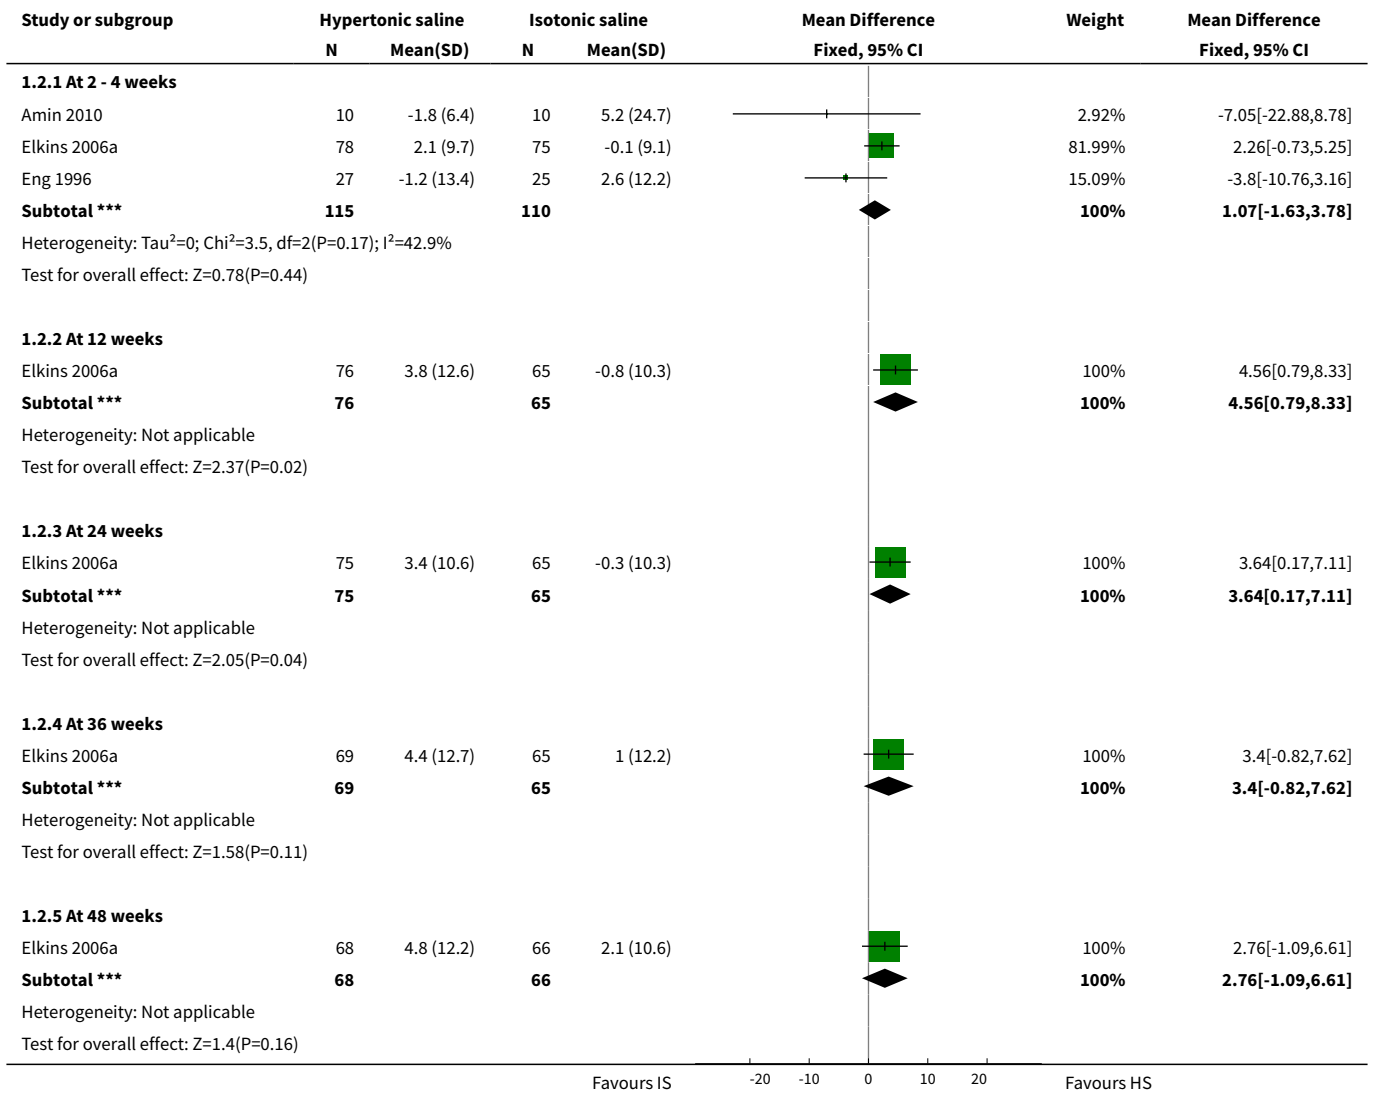 Study or subgroup Hypertonic saline Isotonic saline Mean Difference Weight Mean Difference
N Mean(SD) N Mean(SD) Fixed, 95% CI Fixed, 95% CI
1.2.1 At 2 - 4 weeks
Amin 2010 10 -1.8 (6.4) 10 5.2 (24.7) 2.92% -7.05[-22.88,8.78]
Elkins 2006a 78 2.1 (9.7) 75 -0.1 (9.1) 81.99% 2.26[-0.73,5.25]
Eng 1996 27 -1.2 (13.4) 25 2.6 (12.2) 15.09% -3.8[-10.76,3.16]
Subtotal *** 115 110 100% 1.07[-1.63,3.78]
Heterogeneity: Tau²=0; Chi²=3.5, df=2(P=0.17); I²=42.9%
Test for overall effect: Z=0.78(P=0.44)
1.2.2 At 12 weeks
Elkins 2006a 76 3.8 (12.6) 65 -0.8 (10.3) 100% 4.56[0.79,8.33]
Subtotal *** 76 65 100% 4.56[0.79,8.33]
Heterogeneity: Not applicable
Test for overall effect: Z=2.37(P=0.02)
1.2.3 At 24 weeks
Elkins 2006a 75 3.4 (10.6) 65 -0.3 (10.3) 100% 3.64[0.17,7.11]
Subtotal *** 75 65 100% 3.64[0.17,7.11]
Heterogeneity: Not applicable
Test for overall effect: Z=2.05(P=0.04)
1.2.4 At 36 weeks
Elkins 2006a 69 4.4 (12.7) 65 1 (12.2) 100% 3.4[-0.82,7.62]
Subtotal *** 69 65 100% 3.4[-0.82,7.62]
Heterogeneity: Not applicable
Test for overall effect: Z=1.58(P=0.11)
1.2.5 At 48 weeks
Elkins 2006a 68 4.8 (12.2) 66 2.1 (10.6) 100% 2.76[-1.09,6.61]
Subtotal *** 68 66 100% 2.76[-1.09,6.61]
Heterogeneity: Not applicable
Test for overall effect: Z=1.4(P=0.16)
Favours IS -20 -10 0 10 20 Favours HS